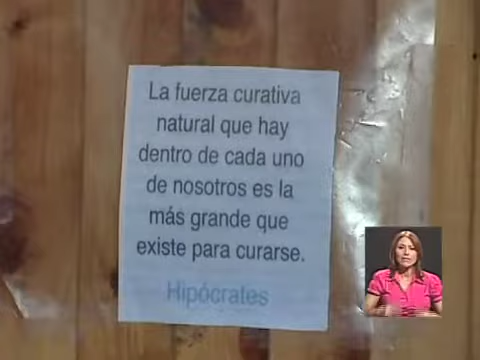 La fuerza curativa
natural que hay
dentro de cada uno
de nosotros es la
más grande que
existe para curarse.
Hipócrates